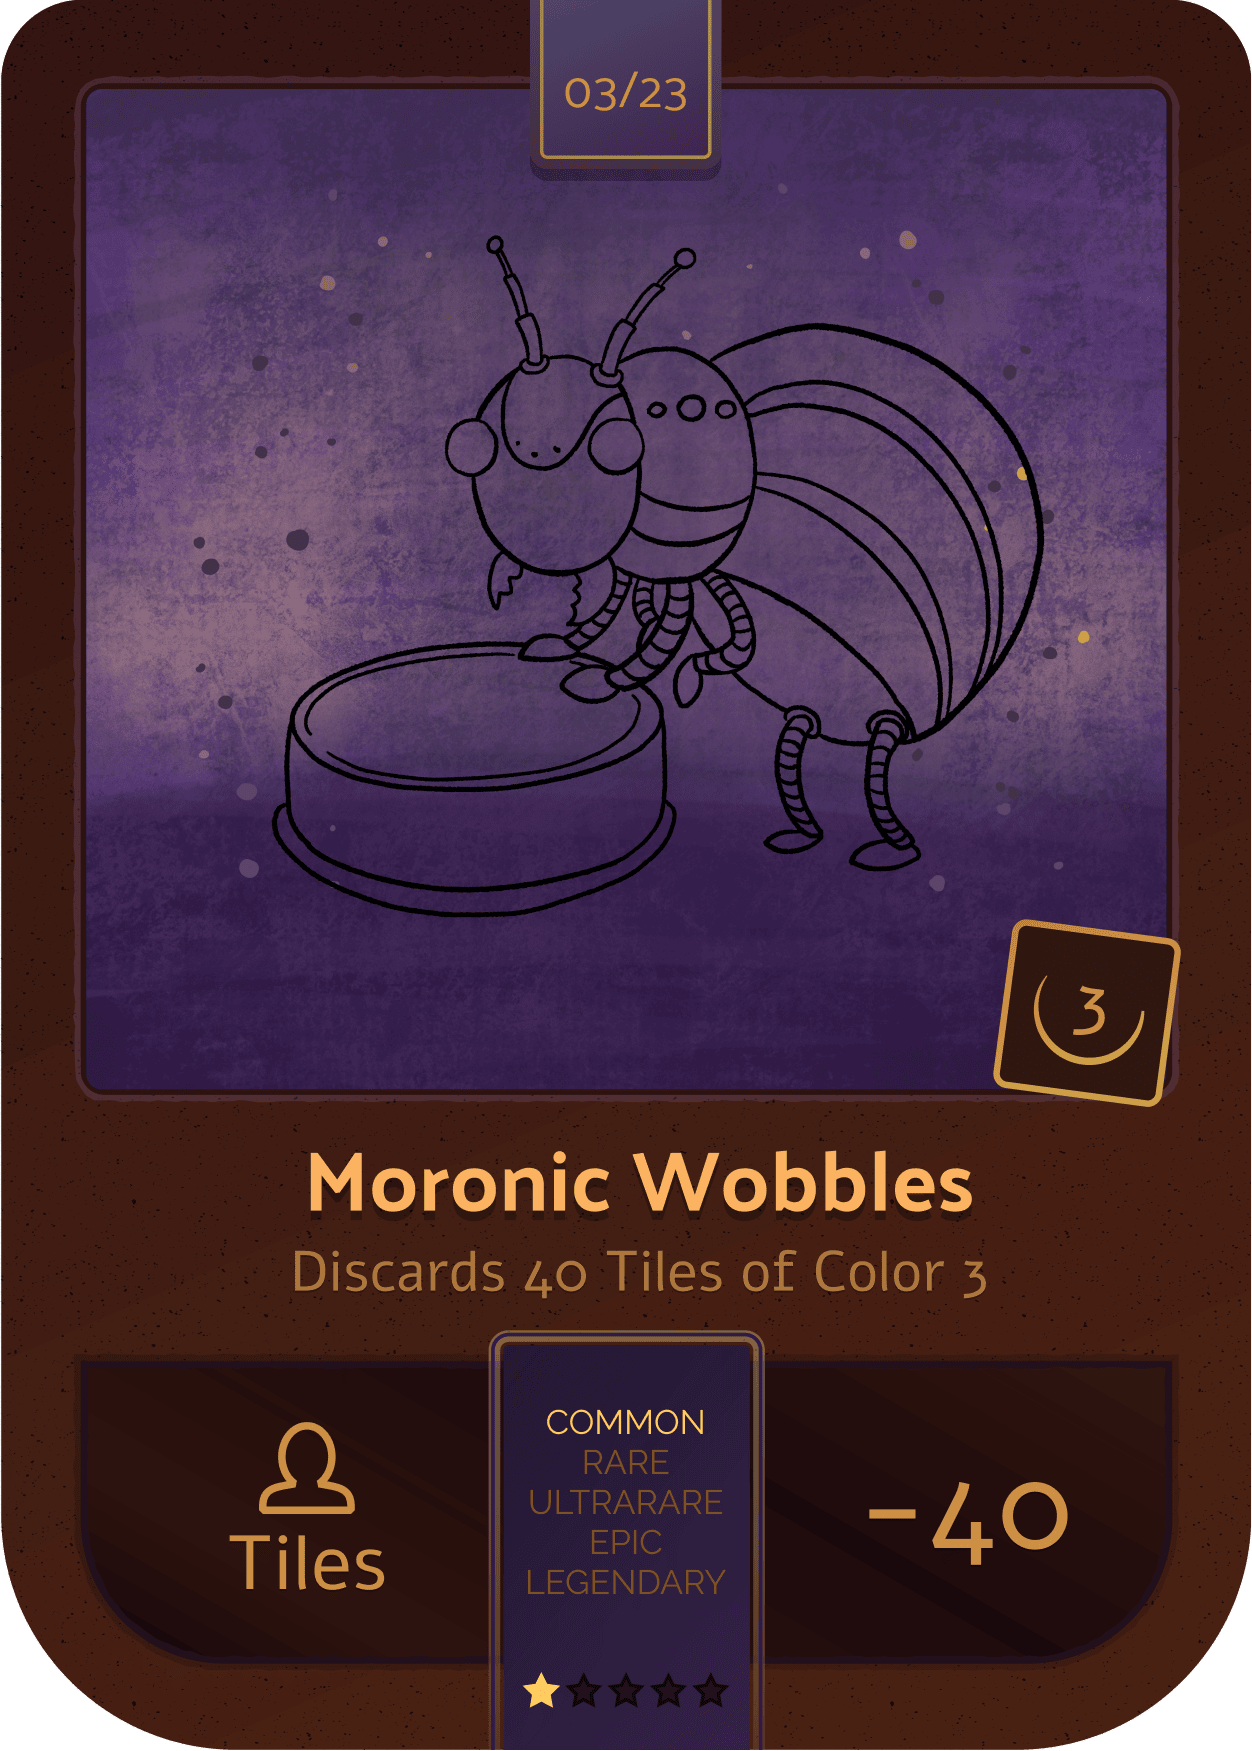 03/23
3
Moronic Wobbles
Discards 40 Tiles of Color 3
Tiles
COMMON
RARE
ULTRARARE
EPIC
LEGENDARY
-40